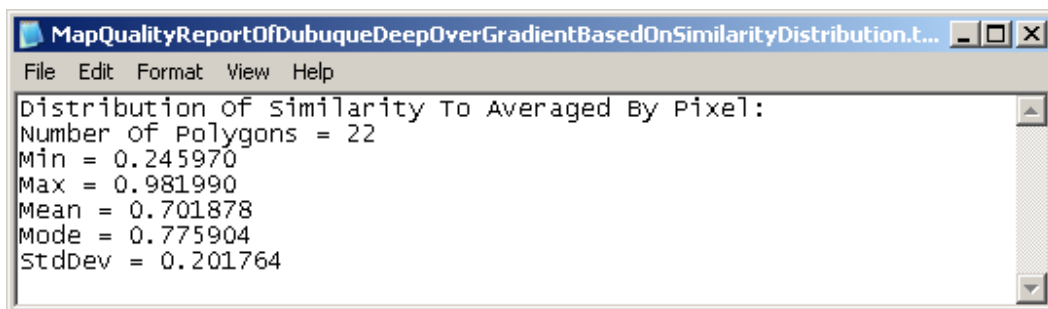 MapQualityReportOfDubuqueDeepOverGradientBasedOnSimilarityDistribution.t...
File Edit Format View Help
Distribution Of Similarity To Averaged By Pixel:
Number Of Polygons = 22
Min = 0.245970
Max = 0.981990
Mean = 0.701878
Mode = 0.775904
StdDev = 0.201764